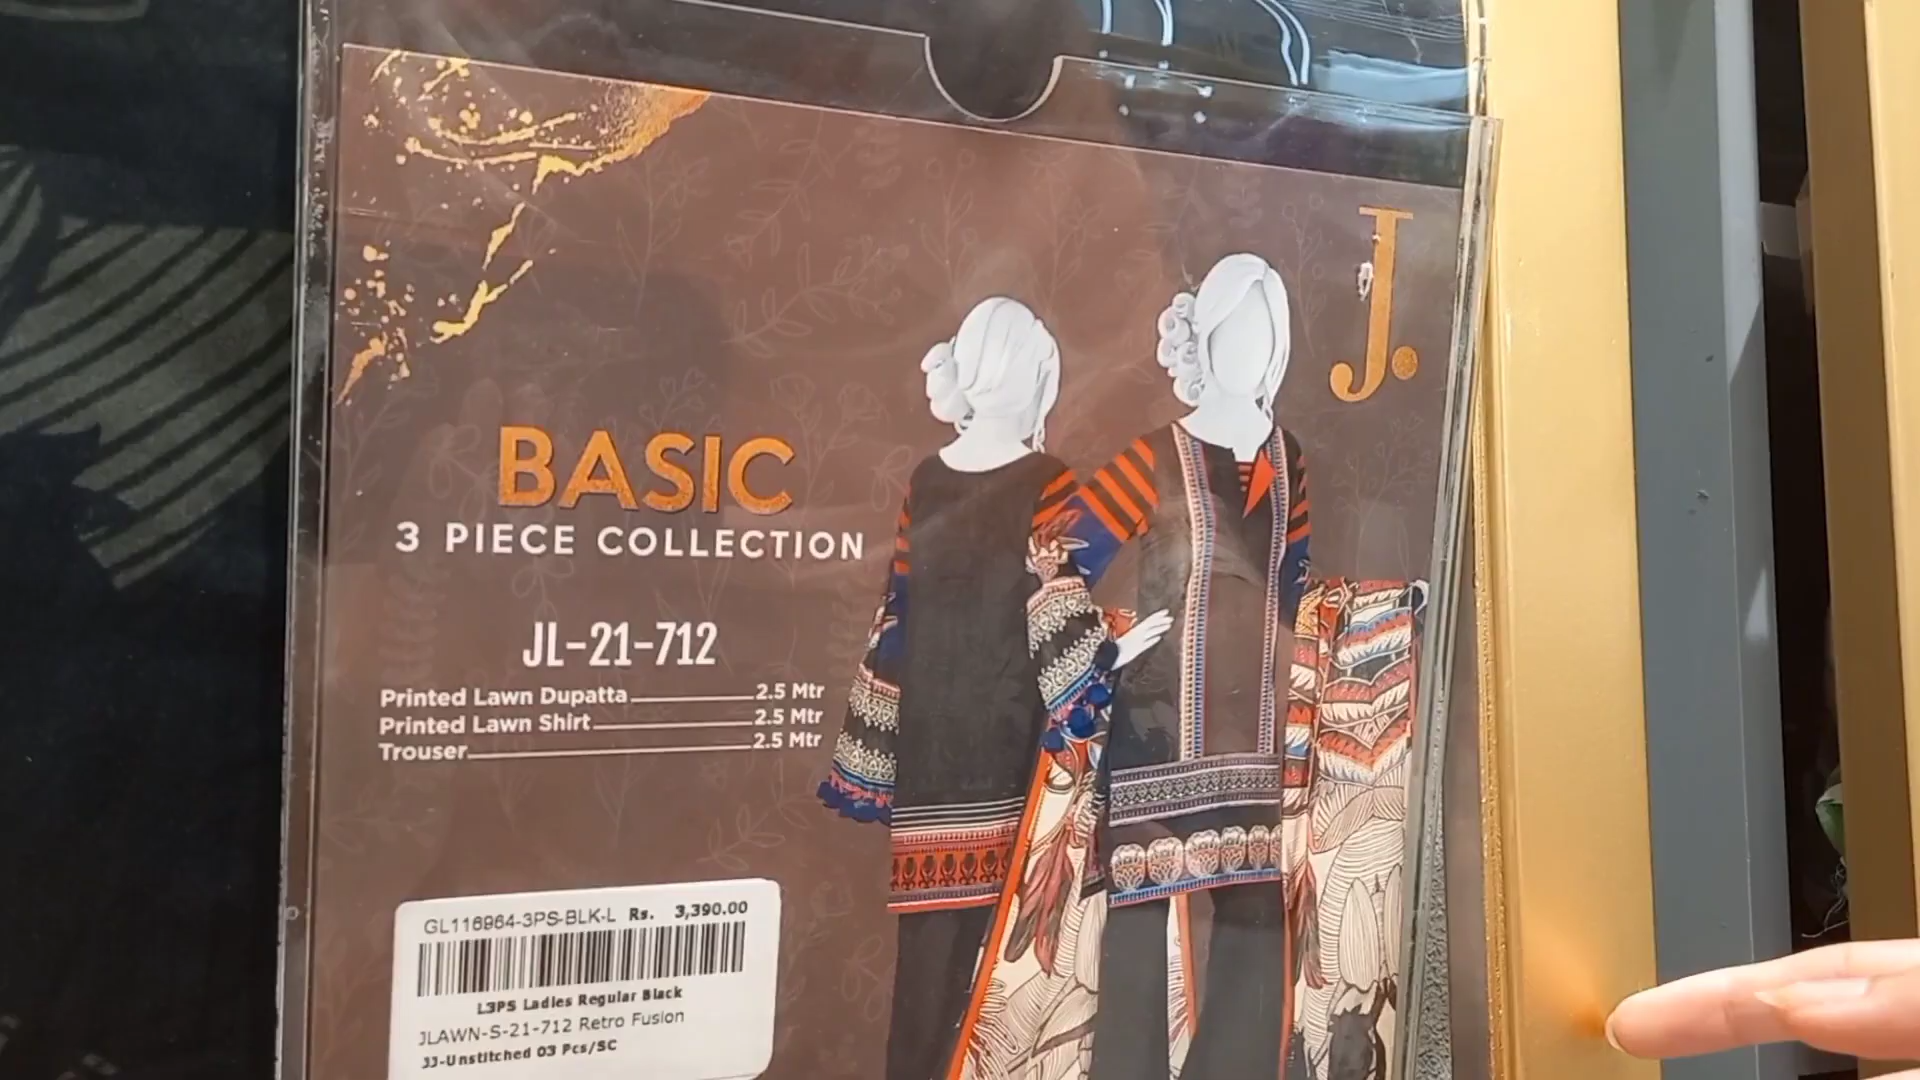 J.
BASIC
3 PIECE COLLECTION
JL-21-712
Printed Lawn Dupatta 2.5 Mtr
Printed Lawn Shirt 2.5 Mtr
Trouser 2.5 Mtr
GL116964-3PS-BLK-L Rs. 3,390.00
L3PS Ladies Regular Black
JLAWN-S-21-712 Retro Fusion
JJ-Unstitched 03 Pcs/SC